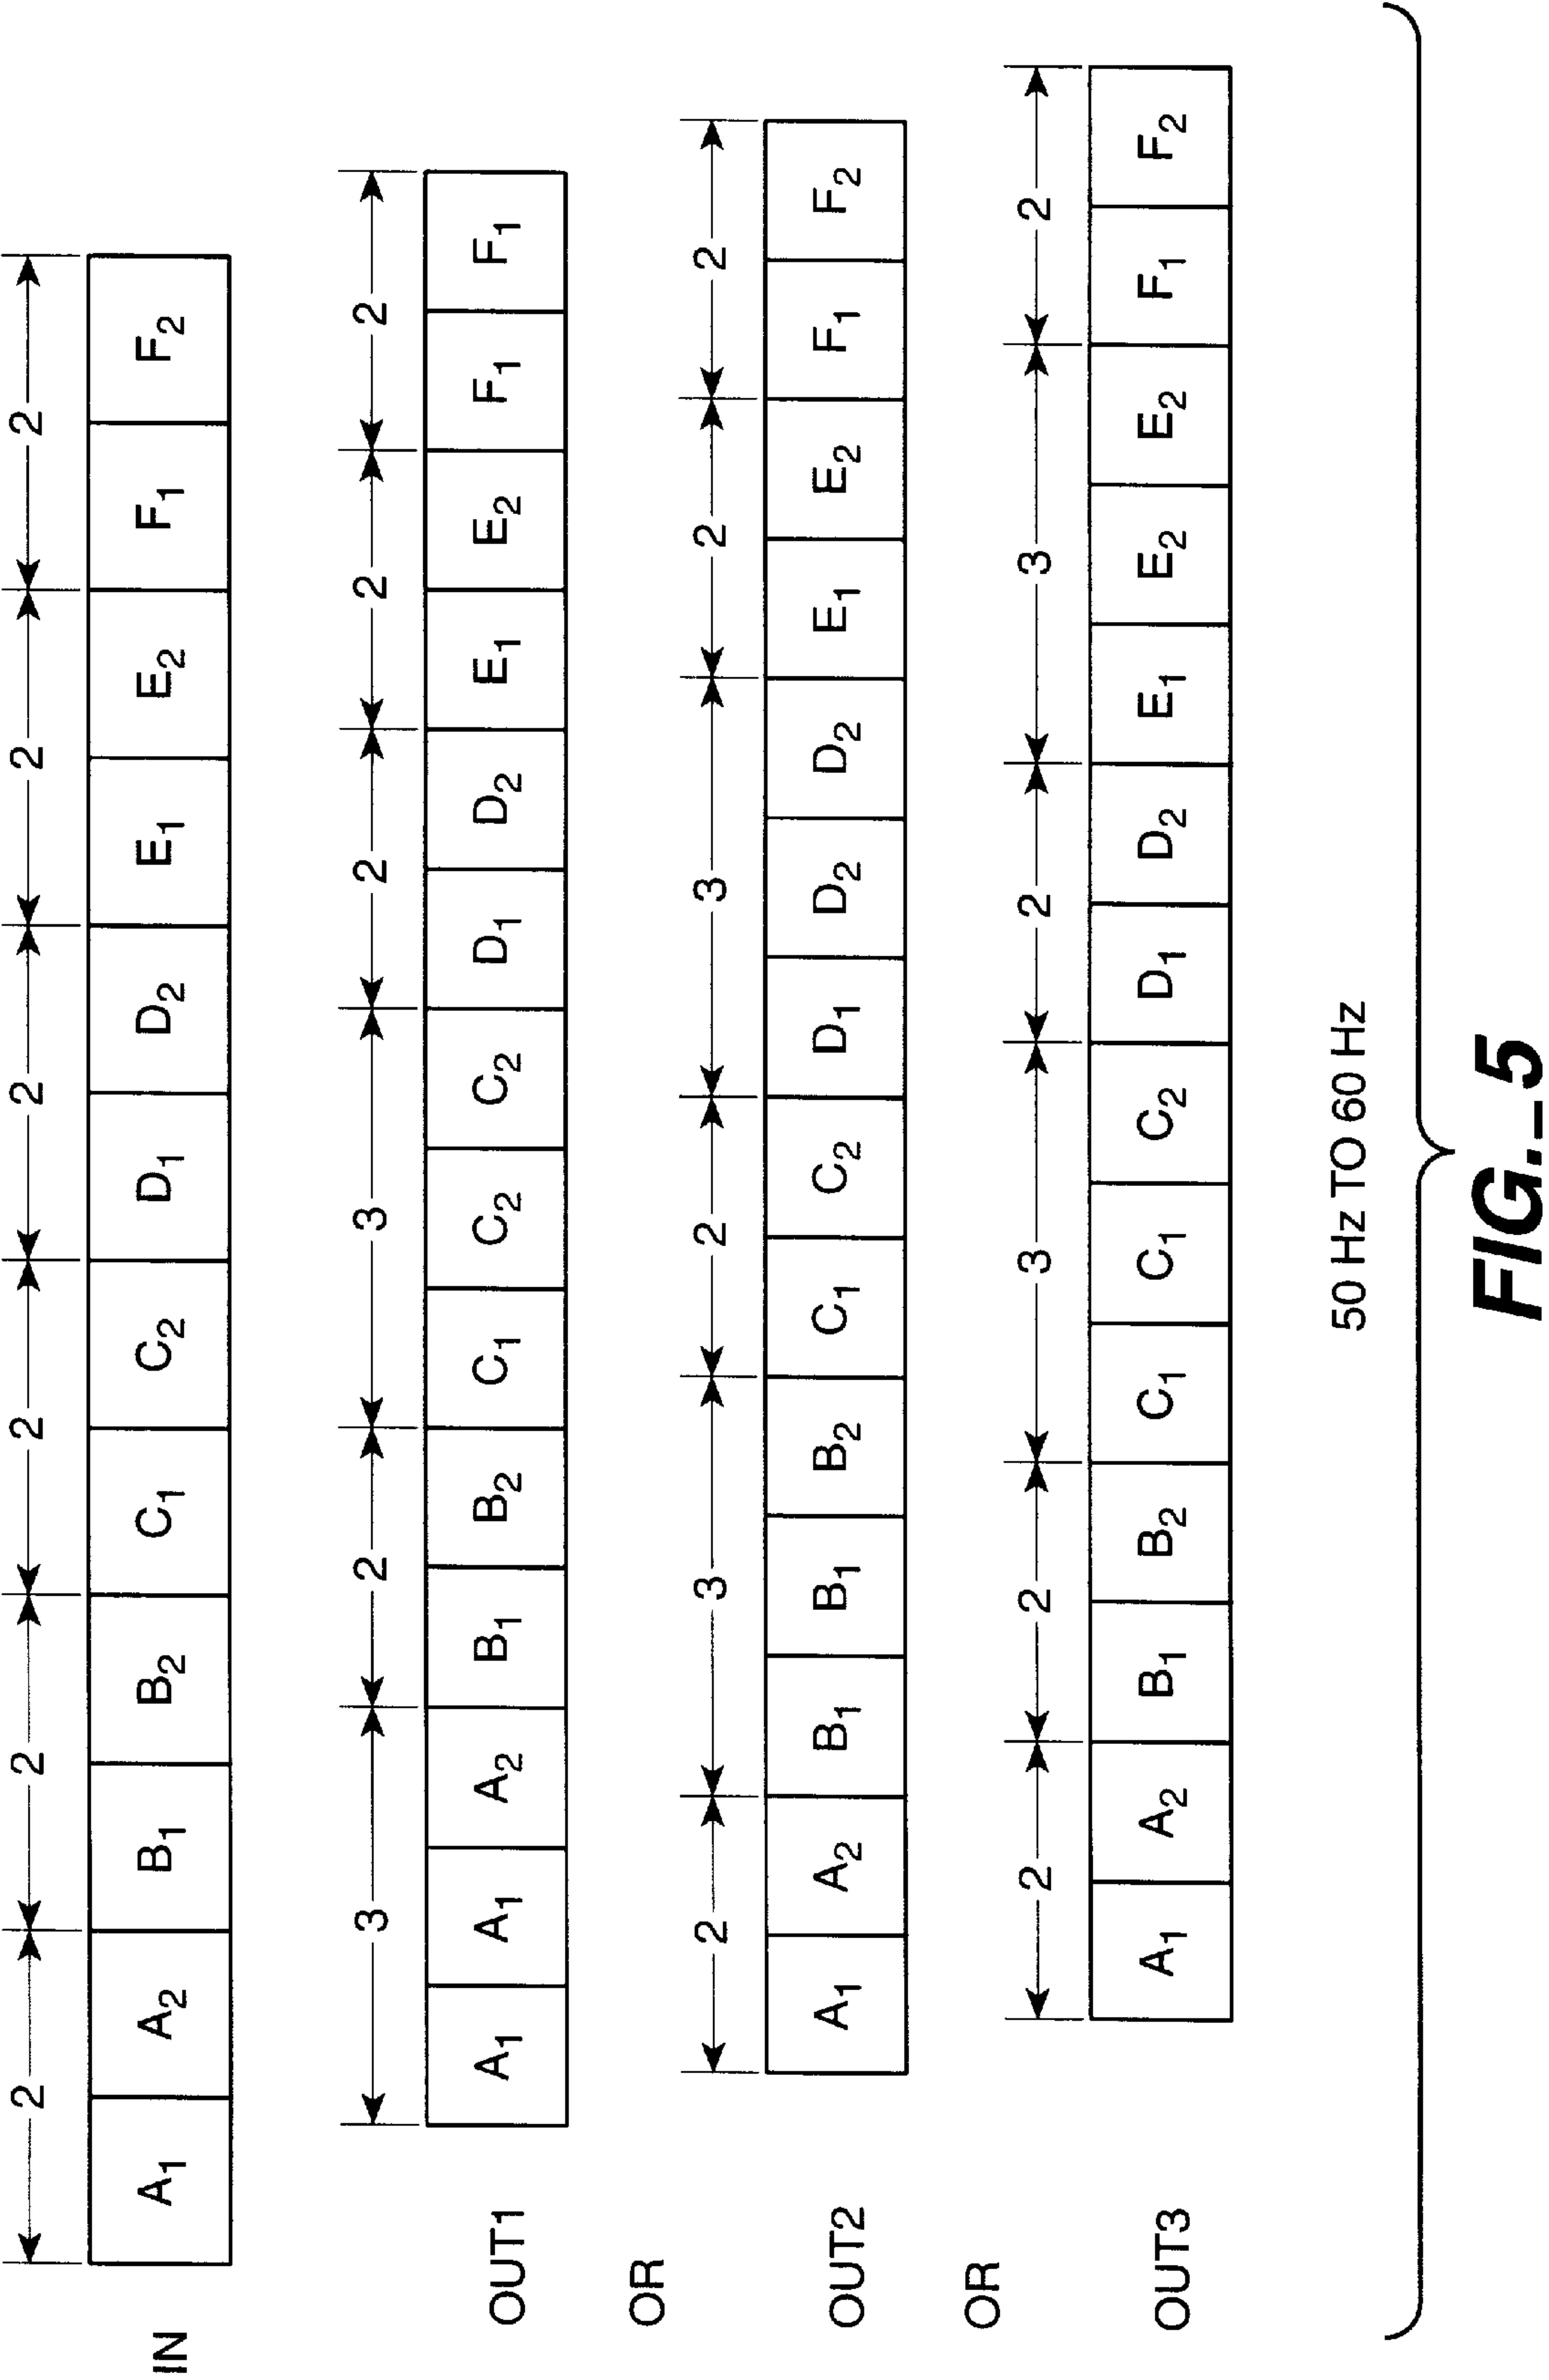 2 2 2 2 2 2
IN A1 A2 B1 B2 C1 C2 D1 D2 E1 E2 F1 F2
3 2 3 2 2 2
OUT1 A1 A1 A2 B1 B2 C1 C2 C2 D1 D2 E1 E2 F1 F1
OR
2 3 2 3 2 2
OUT2 A1 A2 B1 B1 B2 C1 C2 D1 D2 D2 E1 E2 F1 F2
OR
2 2 3 2 3 2
OUT3 A1 A2 B1 B2 C1 C1 C2 D1 D2 E1 E2 E2 F1 F2
50 Hz TO 60 Hz
FIG._5